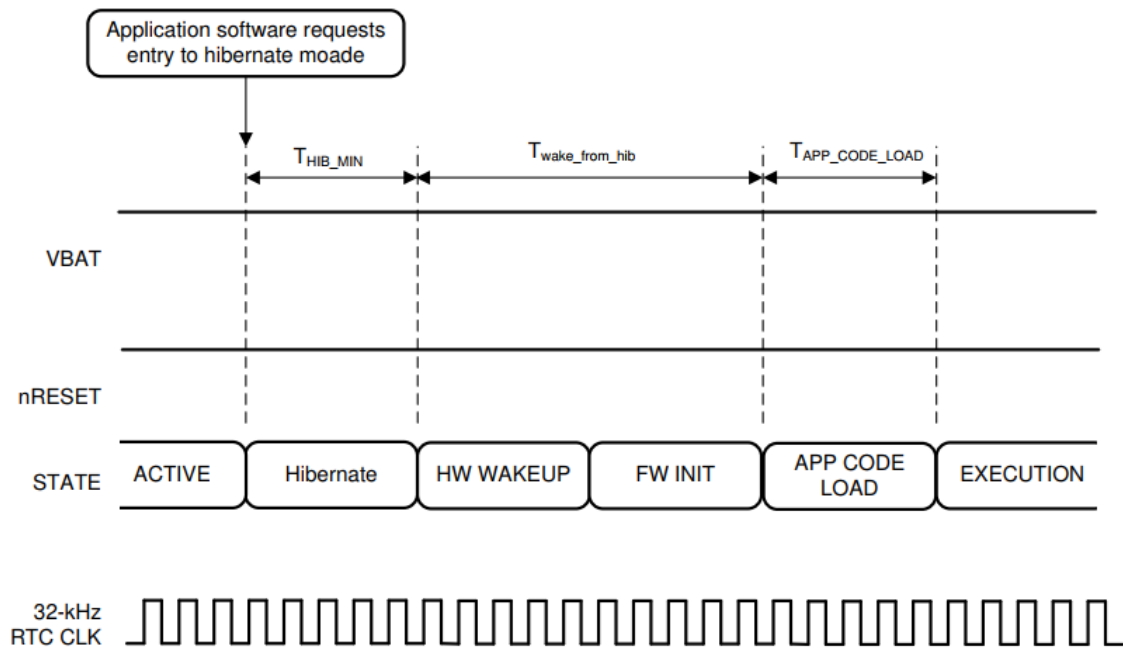 Application software requests
entry to hibernate moade
THIB_MIN
Twake_from_hib
TAPP_CODE_LOAD
VBAT
nRESET
STATE
ACTIVE
Hibernate
HW WAKEUP
FW INIT
APP CODE
LOAD
EXECUTION
32-kHz
RTC CLK